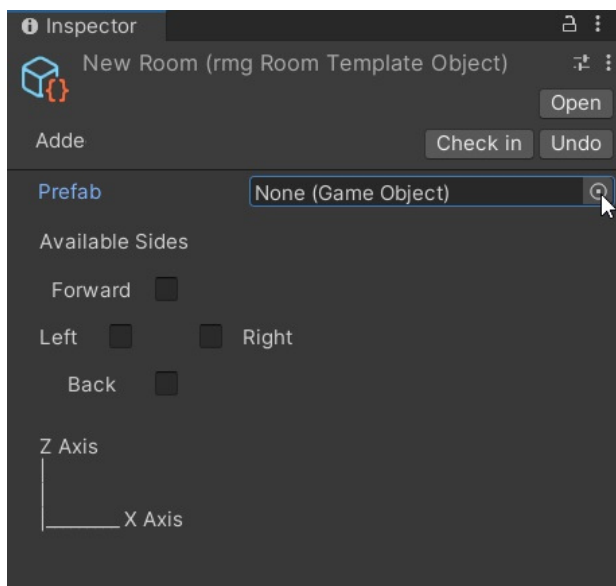 Inspector
New Room (rmg Room Template Object)
Open
Adde Check in Undo
Prefab None (Game Object)
Available Sides
Forward
Left Right
Back
Z Axis
X Axis